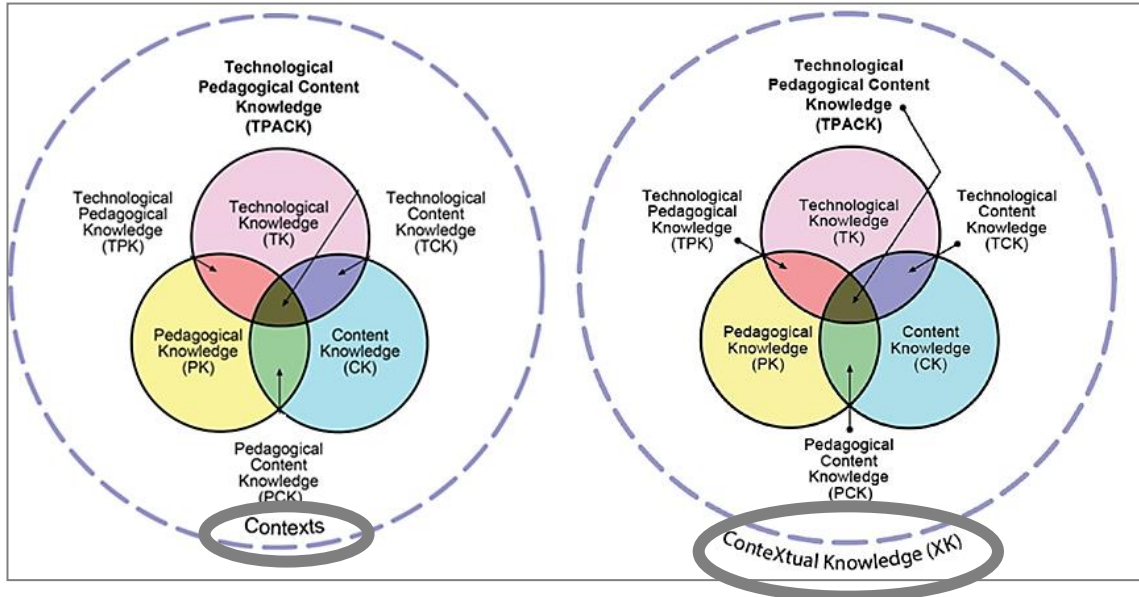 Technological
Pedagogical Content
Knowledge
(TPACK)
Technological
Pedagogical
Knowledge
(TPK)
Technological
Knowledge
(TK)
Technological
Content
Knowledge
(TCK)
Pedagogical
Knowledge
(PK)
Content
Knowledge
(CK)
Pedagogical
Content
Knowledge
(PCK)
Contexts
Technological
Pedagogical Content
Knowledge
(TPACK)
Technological
Pedagogical
Knowledge
(TPK)
Technological
Knowledge
(TK)
Technological
Content
Knowledge
(TCK)
Pedagogical
Knowledge
(PK)
Content
Knowledge
(CK)
Pedagogical
Content
Knowledge
(PCK)
ConteXtual Knowledge (XK)